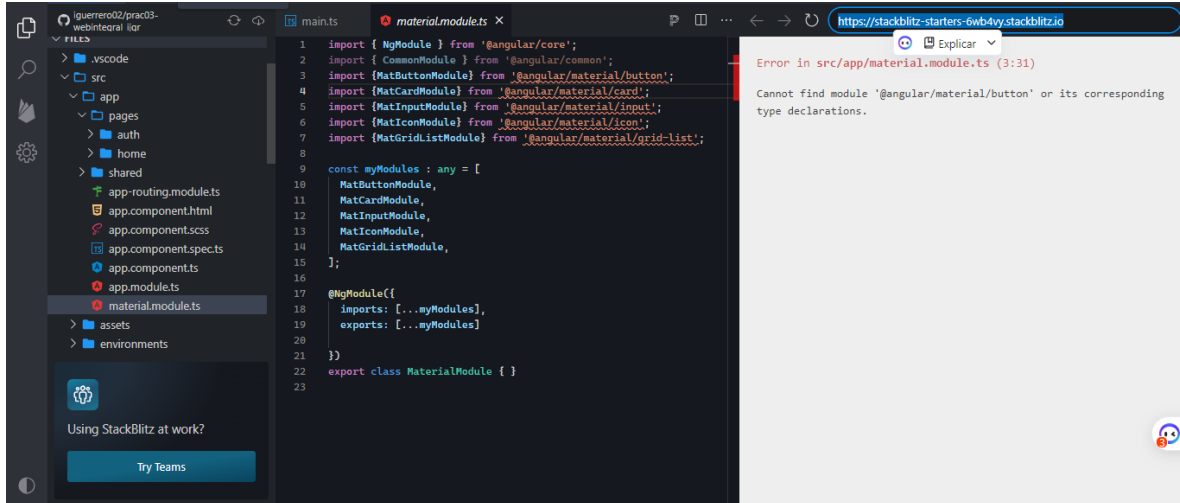 iguerrero02/prac03-
webintegral_ljgr
FILES
.vscode
src
app
pages
auth
home
shared
app-routing.module.ts
app.component.html
app.component.scss
app.component.spec.ts
app.component.ts
app.module.ts
material.module.ts
assets
environments
Using StackBlitz at work?
Try Teams
main.ts
material.module.ts
1 import { NgModule } from '@angular/core';
2 import { CommonModule } from '@angular/common';
3 import {MatButtonModule} from '@angular/material/button';
4 import {MatCardModule} from '@angular/material/card';
5 import {MatInputModule} from '@angular/material/input';
6 import {MatIconModule} from '@angular/material/icon';
7 import {MatGridListModule} from '@angular/material/grid-list';
8
9 const myModules : any = [
10 MatButtonModule,
11 MatCardModule,
12 MatInputModule,
13 MatIconModule,
14 MatGridListModule,
15 ];
16
17 @NgModule({
18 imports: [...myModules],
19 exports: [...myModules]
20
21 })
22 export class MaterialModule { }
23
https://stackblitz-starters-6wb4vy.stackblitz.io
Explicar
Error in src/app/material.module.ts (3:31)
Cannot find module '@angular/material/button' or its corresponding
type declarations.
3